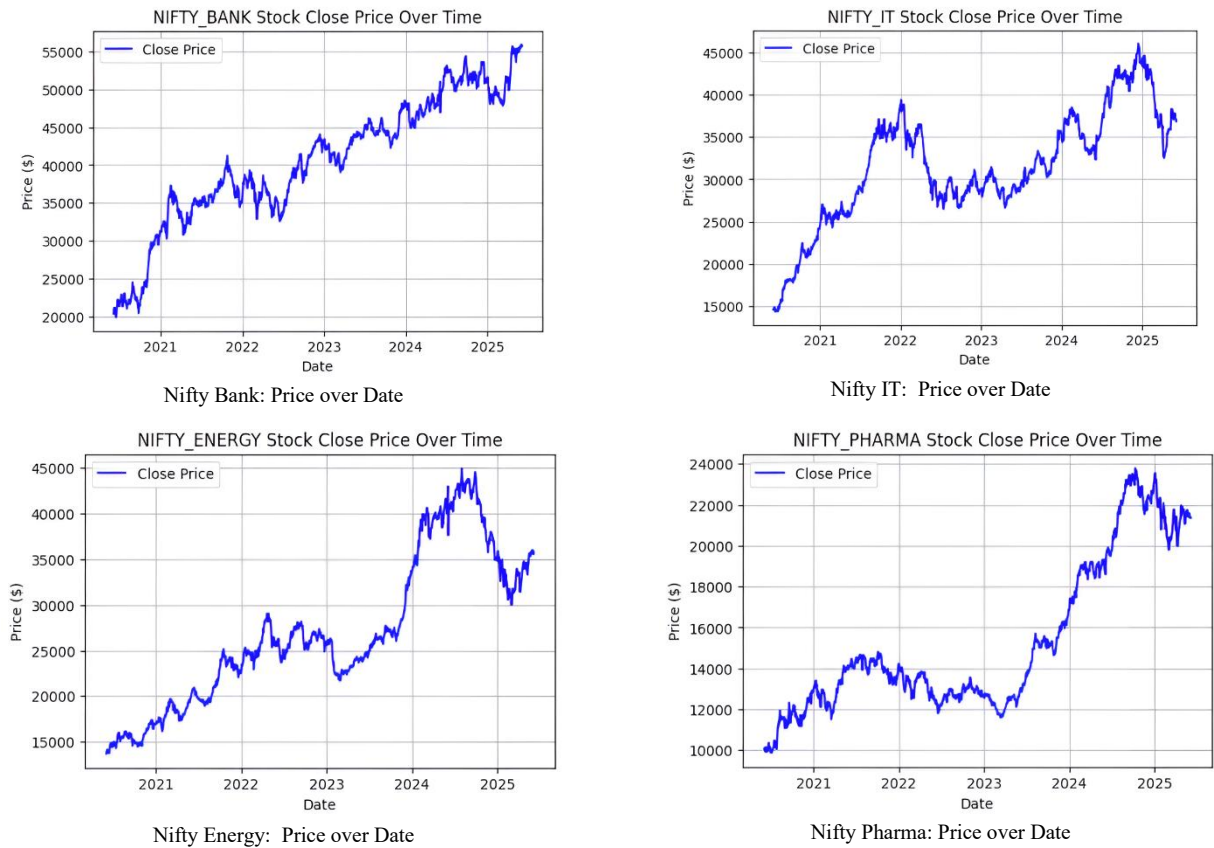 NIFTY_BANK Stock Close Price Over Time
Close Price
55000
50000
45000
40000
35000
30000
25000
20000
Price ($)
2021 2022 2023 2024 2025
Date
Nifty Bank: Price over Date
NIFTY_IT Stock Close Price Over Time
Close Price
45000
40000
35000
30000
25000
20000
15000
Price ($)
2021 2022 2023 2024 2025
Date
Nifty IT: Price over Date
NIFTY_ENERGY Stock Close Price Over Time
Close Price
45000
40000
35000
30000
25000
20000
15000
Price ($)
2021 2022 2023 2024 2025
Date
Nifty Energy: Price over Date
NIFTY_PHARMA Stock Close Price Over Time
Close Price
24000
22000
20000
18000
16000
14000
12000
10000
Price ($)
2021 2022 2023 2024 2025
Date
Nifty Pharma: Price over Date